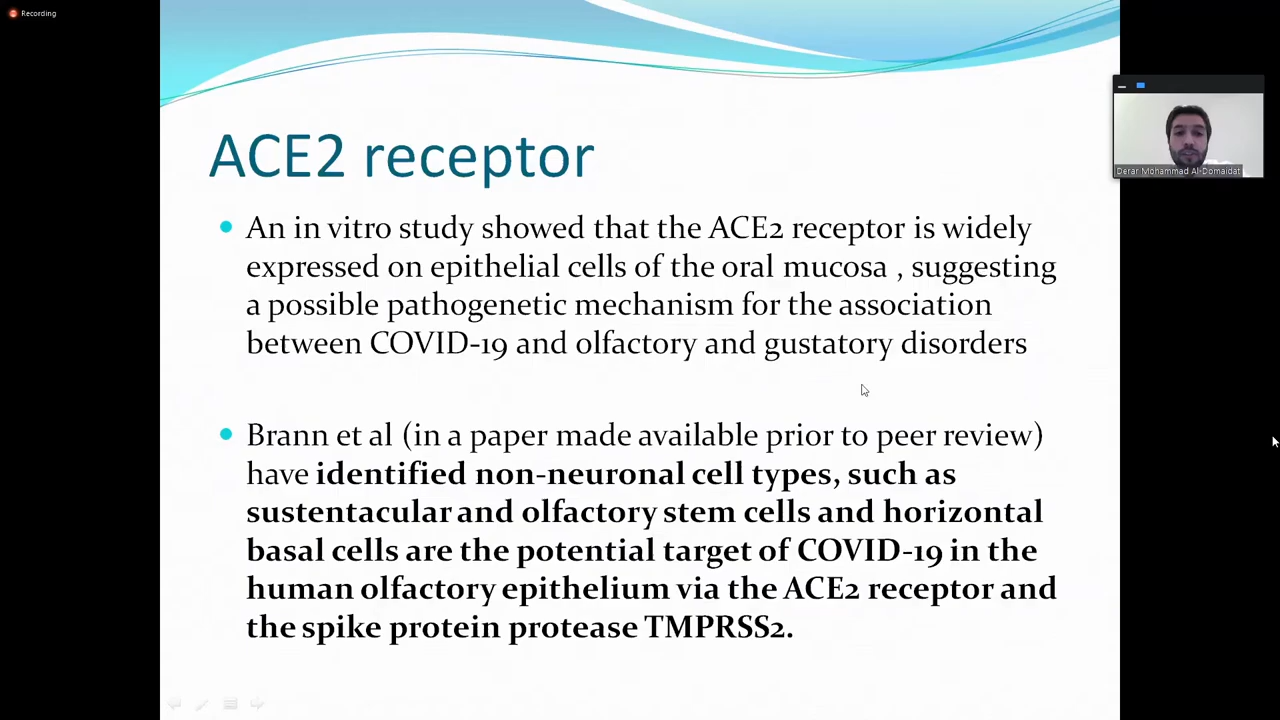 Recording
ACE2 receptor
Derar Mohammad Al-Domaidat
• An in vitro study showed that the ACE2 receptor is widely
expressed on epithelial cells of the oral mucosa , suggesting
a possible pathogenetic mechanism for the association
between COVID-19 and olfactory and gustatory disorders
• Brann et al (in a paper made available prior to peer review)
have identified non-neuronal cell types, such as
sustentacular and olfactory stem cells and horizontal
basal cells are the potential target of COVID-19 in the
human olfactory epithelium via the ACE2 receptor and
the spike protein protease TMPRSS2.